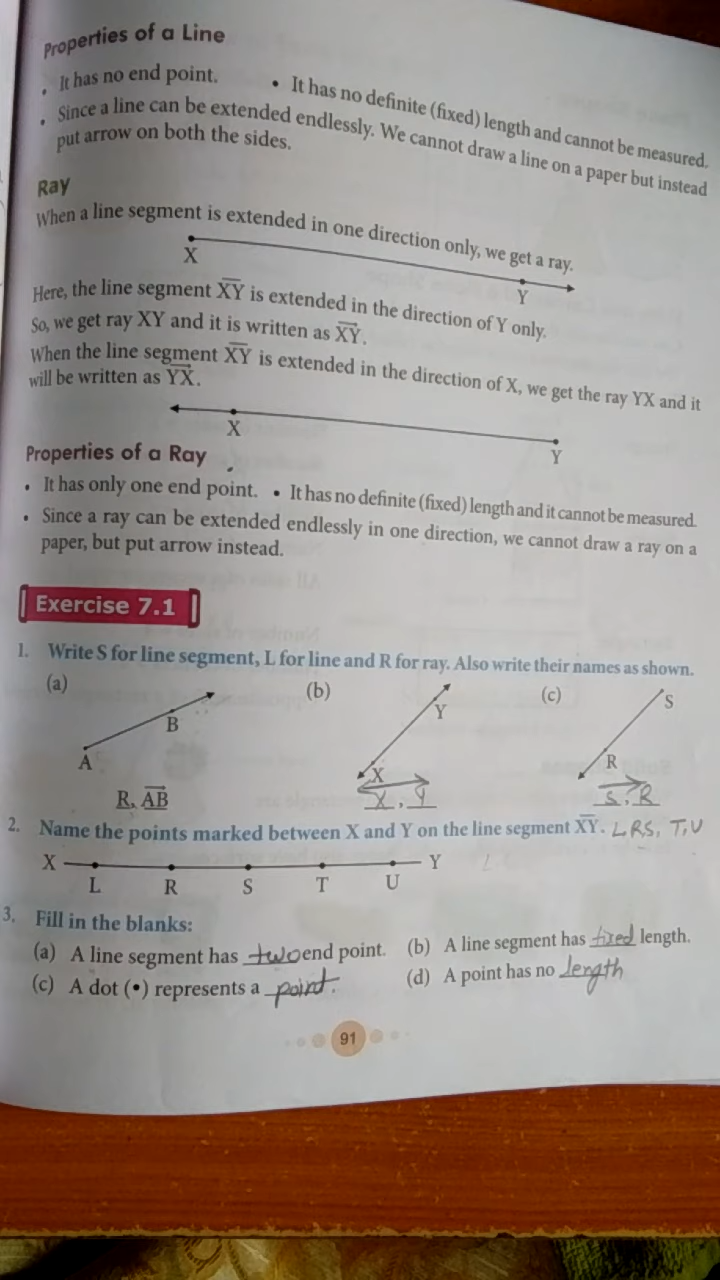 Properties of a Line
• It has no end point. • It has no definite (fixed) length and cannot be measured.
• Since a line can be extended endlessly. We cannot draw a line on a paper but instead
put arrow on both the sides.
Ray
When a line segment is extended in one direction only, we get a ray.
X Y
Here, the line segment X̅Y̅ is extended in the direction of Y only.
So, we get ray XY and it is written as XY⃗.
When the line segment X̅Y̅ is extended in the direction of X, we get the ray YX and it
will be written as YX⃗.
X Y
Properties of a Ray
• It has only one end point. • It has no definite (fixed) length and it cannot be measured.
• Since a ray can be extended endlessly in one direction, we cannot draw a ray on a
paper, but put arrow instead.
Exercise 7.1
1. Write S for line segment, L for line and R for ray. Also write their names as shown.
(a) (b) (c)
A B X Y R S
R, AB⃗ X, Y S, R
2. Name the points marked between X and Y on the line segment X̅Y̅. L R S, T, U
X Y
L R S T U
3. Fill in the blanks:
(a) A line segment has two end point. (b) A line segment has fixed length.
(c) A dot (•) represents a point. (d) A point has no length
91